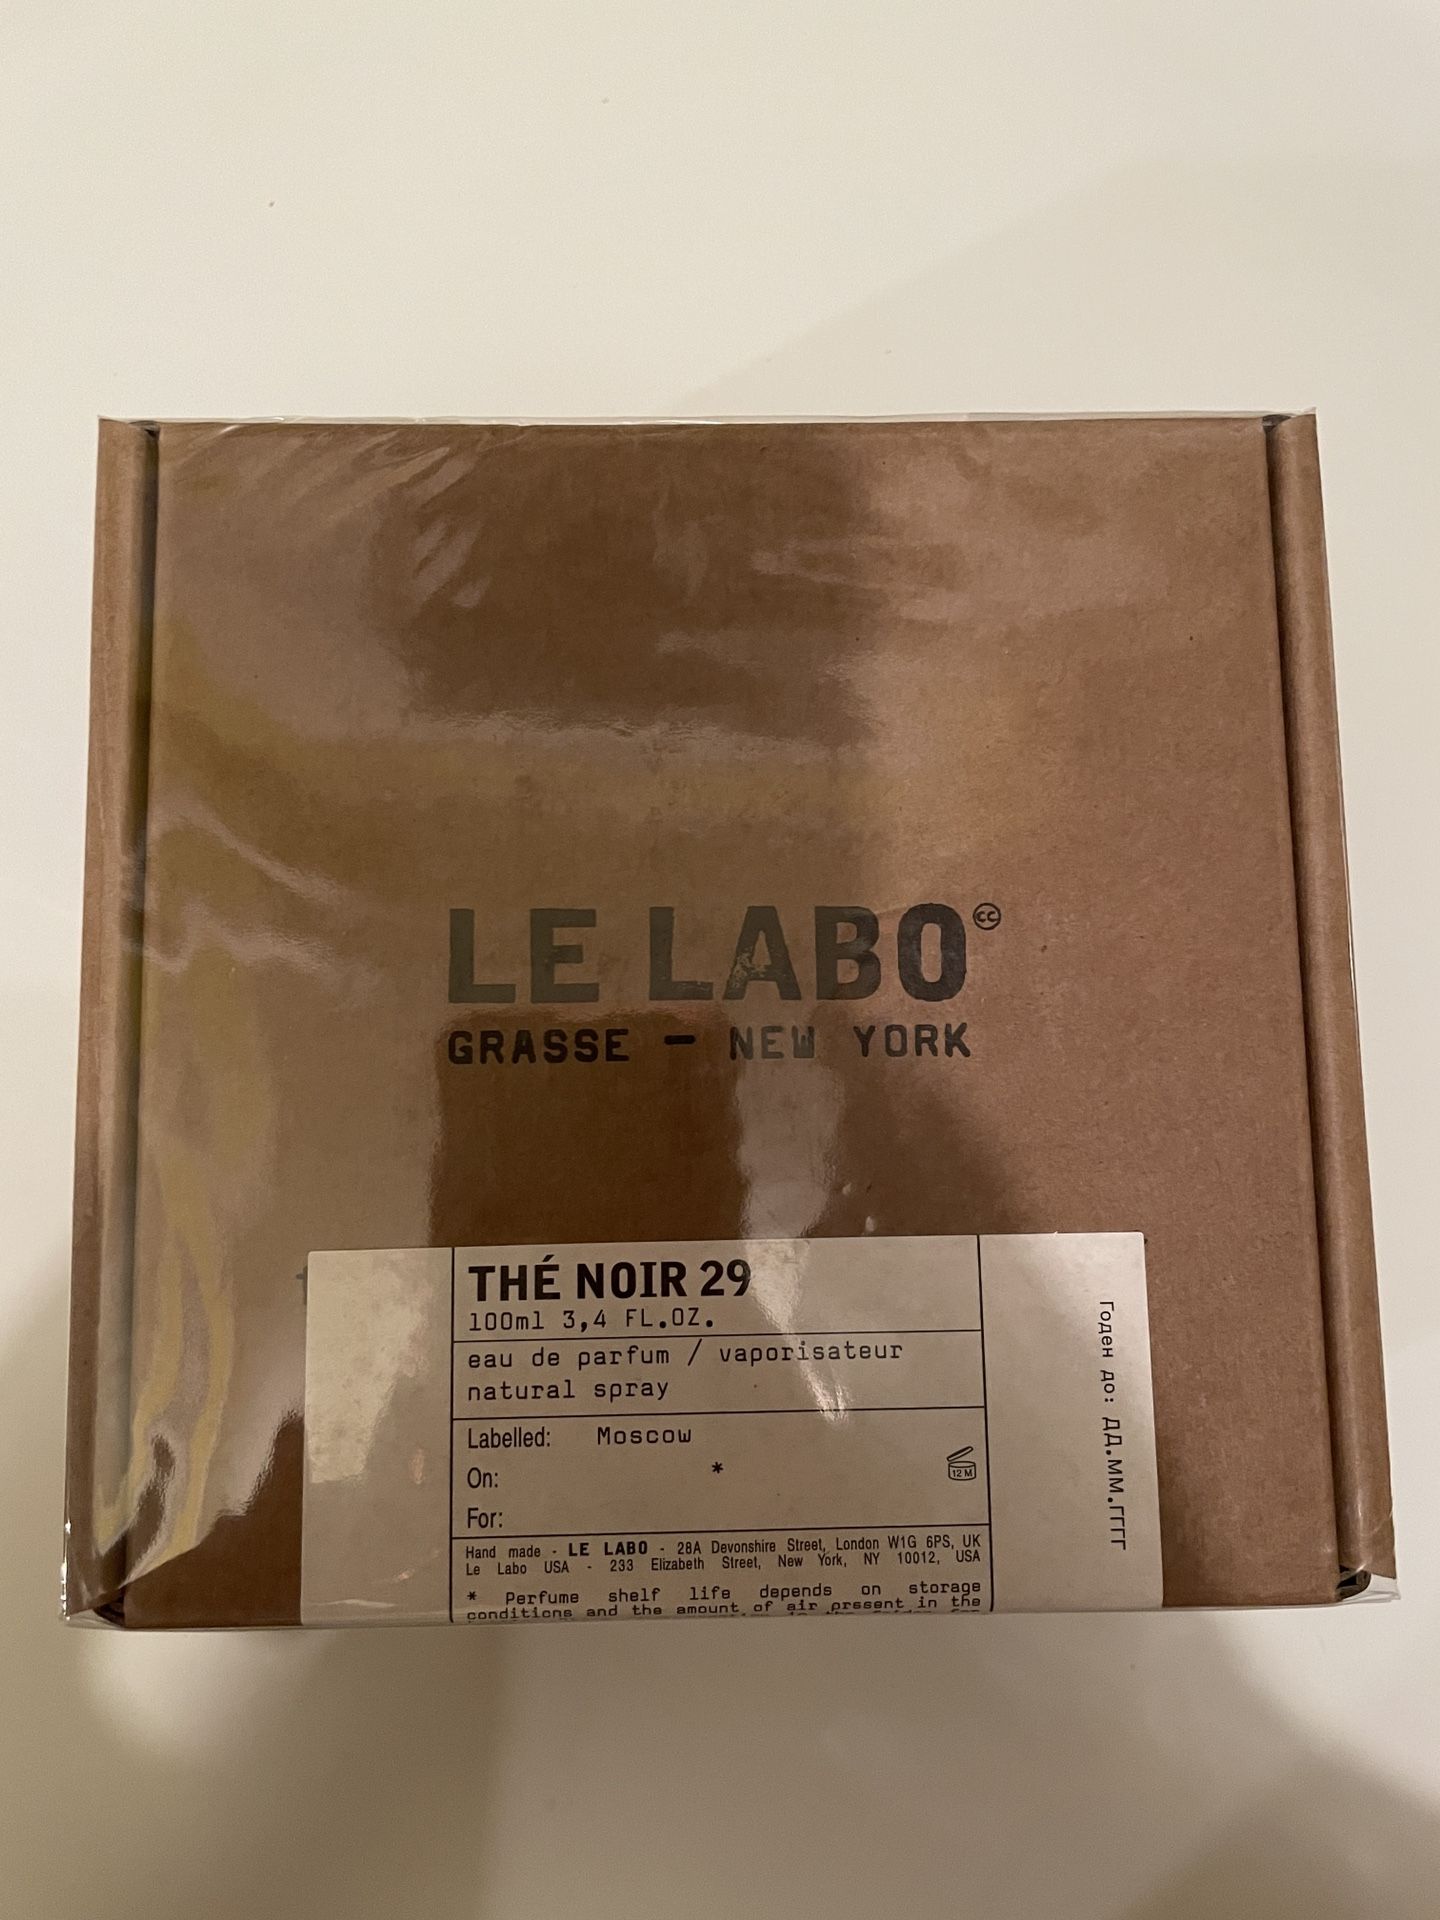 LE LABO
GRASSE – NEW YORK
THÉ NOIR 29
100ml 3,4 FL.OZ.
eau de parfum / vaporisateur
natural spray
Labelled: Moscow
On: *
For:
12 M
Hand made - LE LABO - 28A Devonshire Street, London W1G 6PS, UK
Le Labo USA - 233 Elizabeth Street, New York, NY 10012, USA
* Perfume shelf life depends on storage
conditions and the amount of air present in the
Годен до: ДД.ММ.ГГГГ